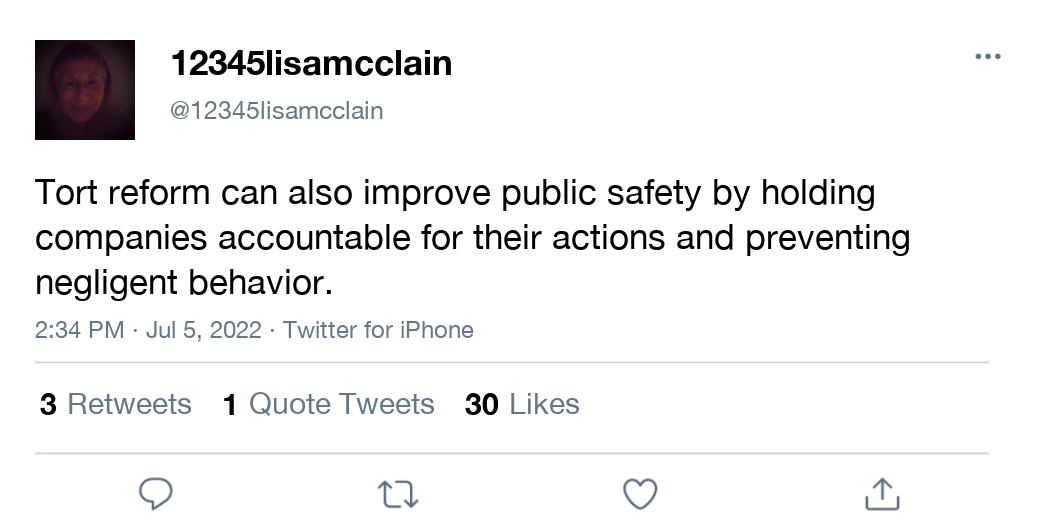 12345lisamcclain
@12345lisamcclain
Tort reform can also improve public safety by holding
companies accountable for their actions and preventing
negligent behavior.
2:34 PM · Jul 5, 2022 · Twitter for iPhone
3 Retweets 1 Quote Tweets 30 Likes